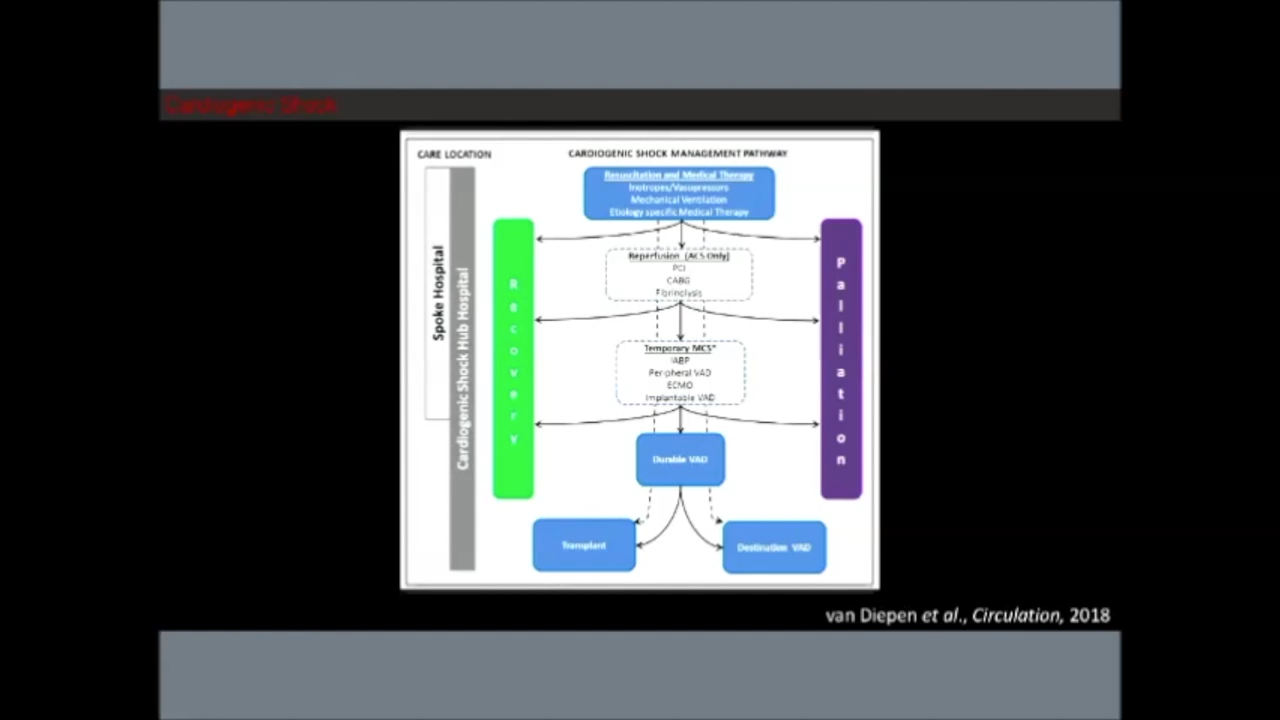 Cardiogenic Shock
CARE LOCATION
CARDIOGENIC SHOCK MANAGEMENT PATHWAY
Resuscitation and Medical Therapy
Inotropes/Vasopressors
Mechanical Ventilation
Etiology specific Medical Therapy
Spoke Hospital
Cardiogenic Shock Hub Hospital
Recovery
Reperfusion (ACS Only)
PCI
CABG
Fibrinolysis
Temporary MCS*
IABP
Peripheral VAD
ECMO
Implantable VAD
Palliation
Durable VAD
Transplant
Destination VAD
van Diepen et al., Circulation, 2018